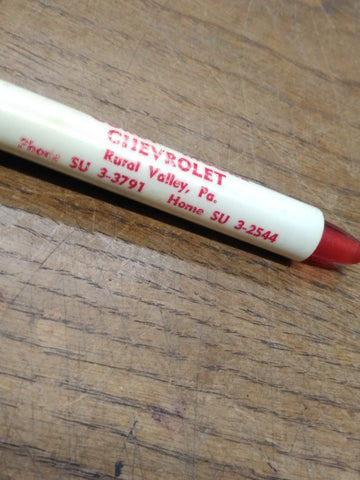 CHEVROLET
Rural Valley, Pa.
Phone SU 3-3791 Home SU 3-2544